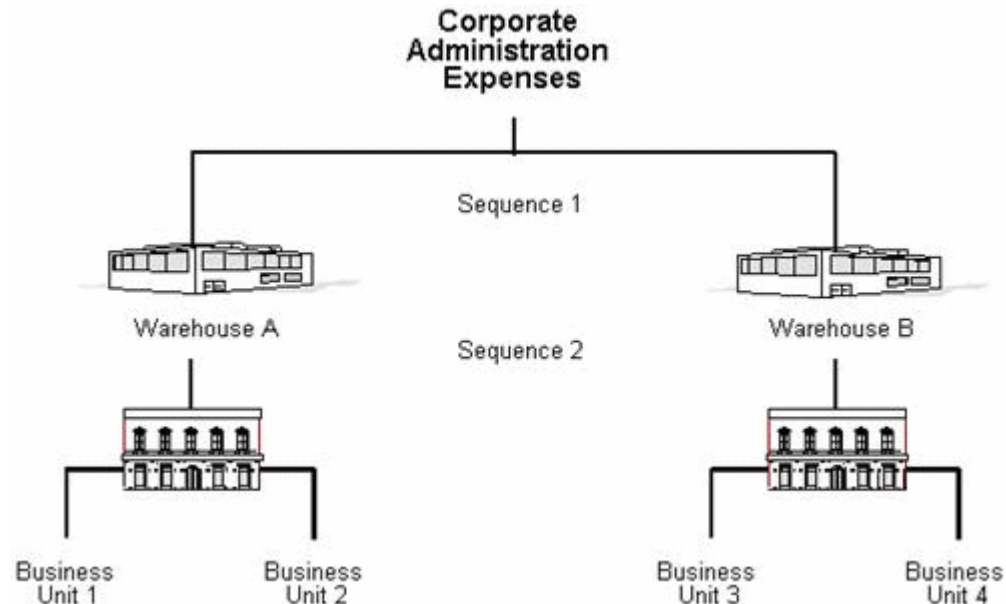 Corporate
Administration
Expenses
Sequence 1
Warehouse A
Warehouse B
Sequence 2
Business
Unit 1
Business
Unit 2
Business
Unit 3
Business
Unit 4